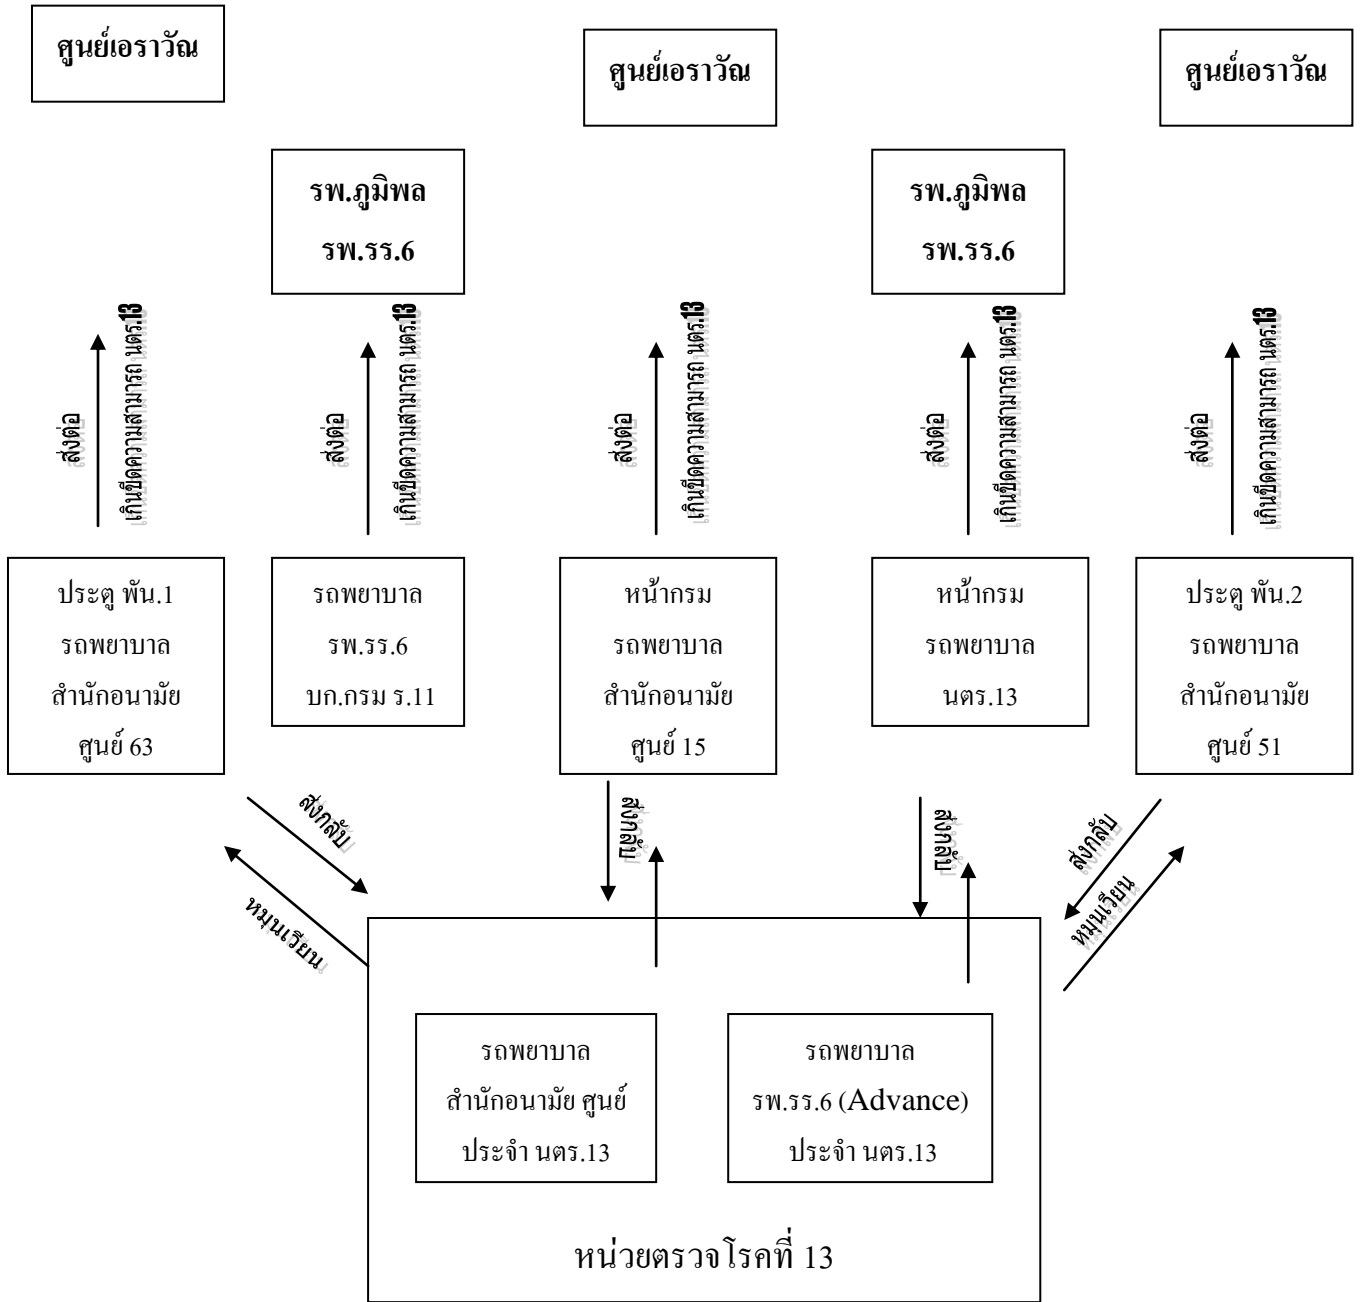 ศูนย์เอราวัณ
ศูนย์เอราวัณ
ศูนย์เอราวัณ
รพ.ภูมิพล
รพ.รร.6
รพ.ภูมิพล
รพ.รร.6
ส่งต่อ
เกินขีดความสามารถ นตร.13
ส่งต่อ
เกินขีดความสามารถ นตร.13
ส่งต่อ
เกินขีดความสามารถ นตร.13
ส่งต่อ
เกินขีดความสามารถ นตร.13
ส่งต่อ
เกินขีดความสามารถ นตร.13
ประตู พัน.1
รถพยาบาล
สำนักอนามัย
ศูนย์ 63
รถพยาบาล
รพ.รร.6
บก.กรม ร.11
หน้ากรม
รถพยาบาล
สำนักอนามัย
ศูนย์ 15
หน้ากรม
รถพยาบาล
นตร.13
ประตู พัน.2
รถพยาบาล
สำนักอนามัย
ศูนย์ 51
ส่งกลับ
หมุนเวียน
ส่งกลับ
ส่งกลับ
ส่งกลับ
หมุนเวียน
รถพยาบาล
สำนักอนามัย ศูนย์
ประจำ นตร.13
รถพยาบาล
รพ.รร.6 (Advance)
ประจำ นตร.13
หน่วยตรวจโรคที่ 13